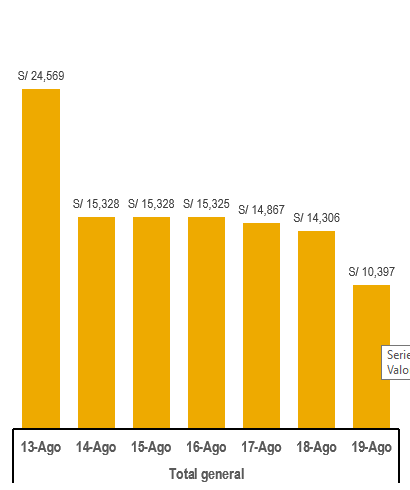 S/ 24,569
S/ 15,328 S/ 15,328 S/ 15,325 S/ 14,867 S/ 14,306
S/ 10,397
13-Ago 14-Ago 15-Ago 16-Ago 17-Ago 18-Ago 19-Ago
Total general